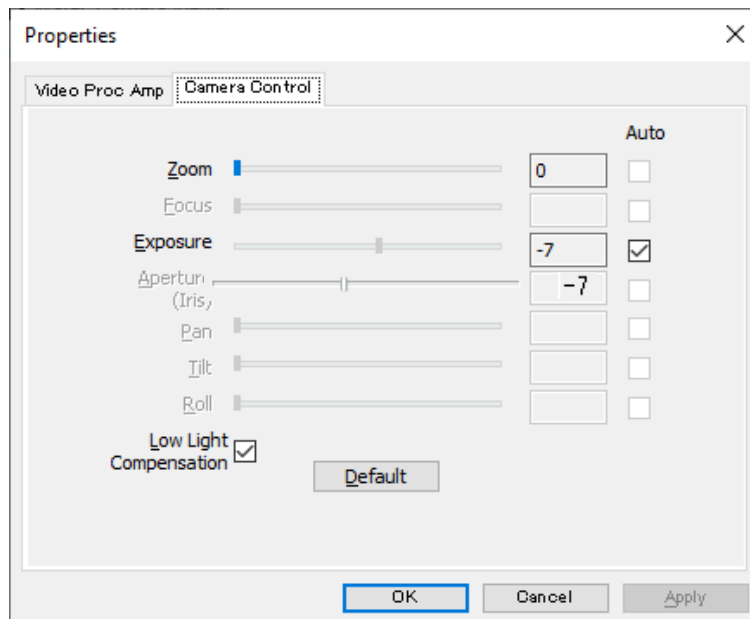 Properties
Video Proc Amp Camera Control
Auto
Zoom 0
Focus
Exposure -7
(Iris) -7
Pan
Tilt
Roll
Low Light
Compensation
Default
OK Cancel Apply